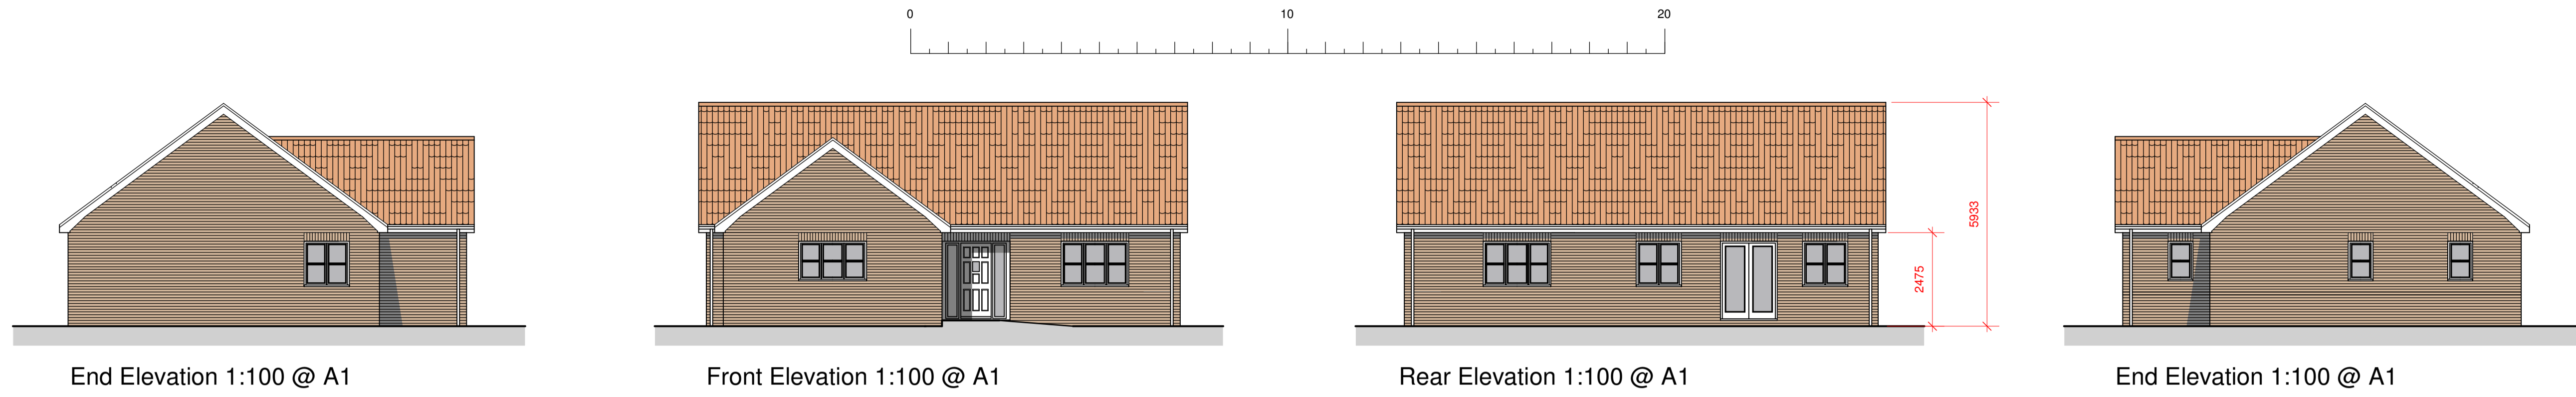 0 10 20
5933
2475
End Elevation 1:100 @ A1
Front Elevation 1:100 @ A1
Rear Elevation 1:100 @ A1
End Elevation 1:100 @ A1